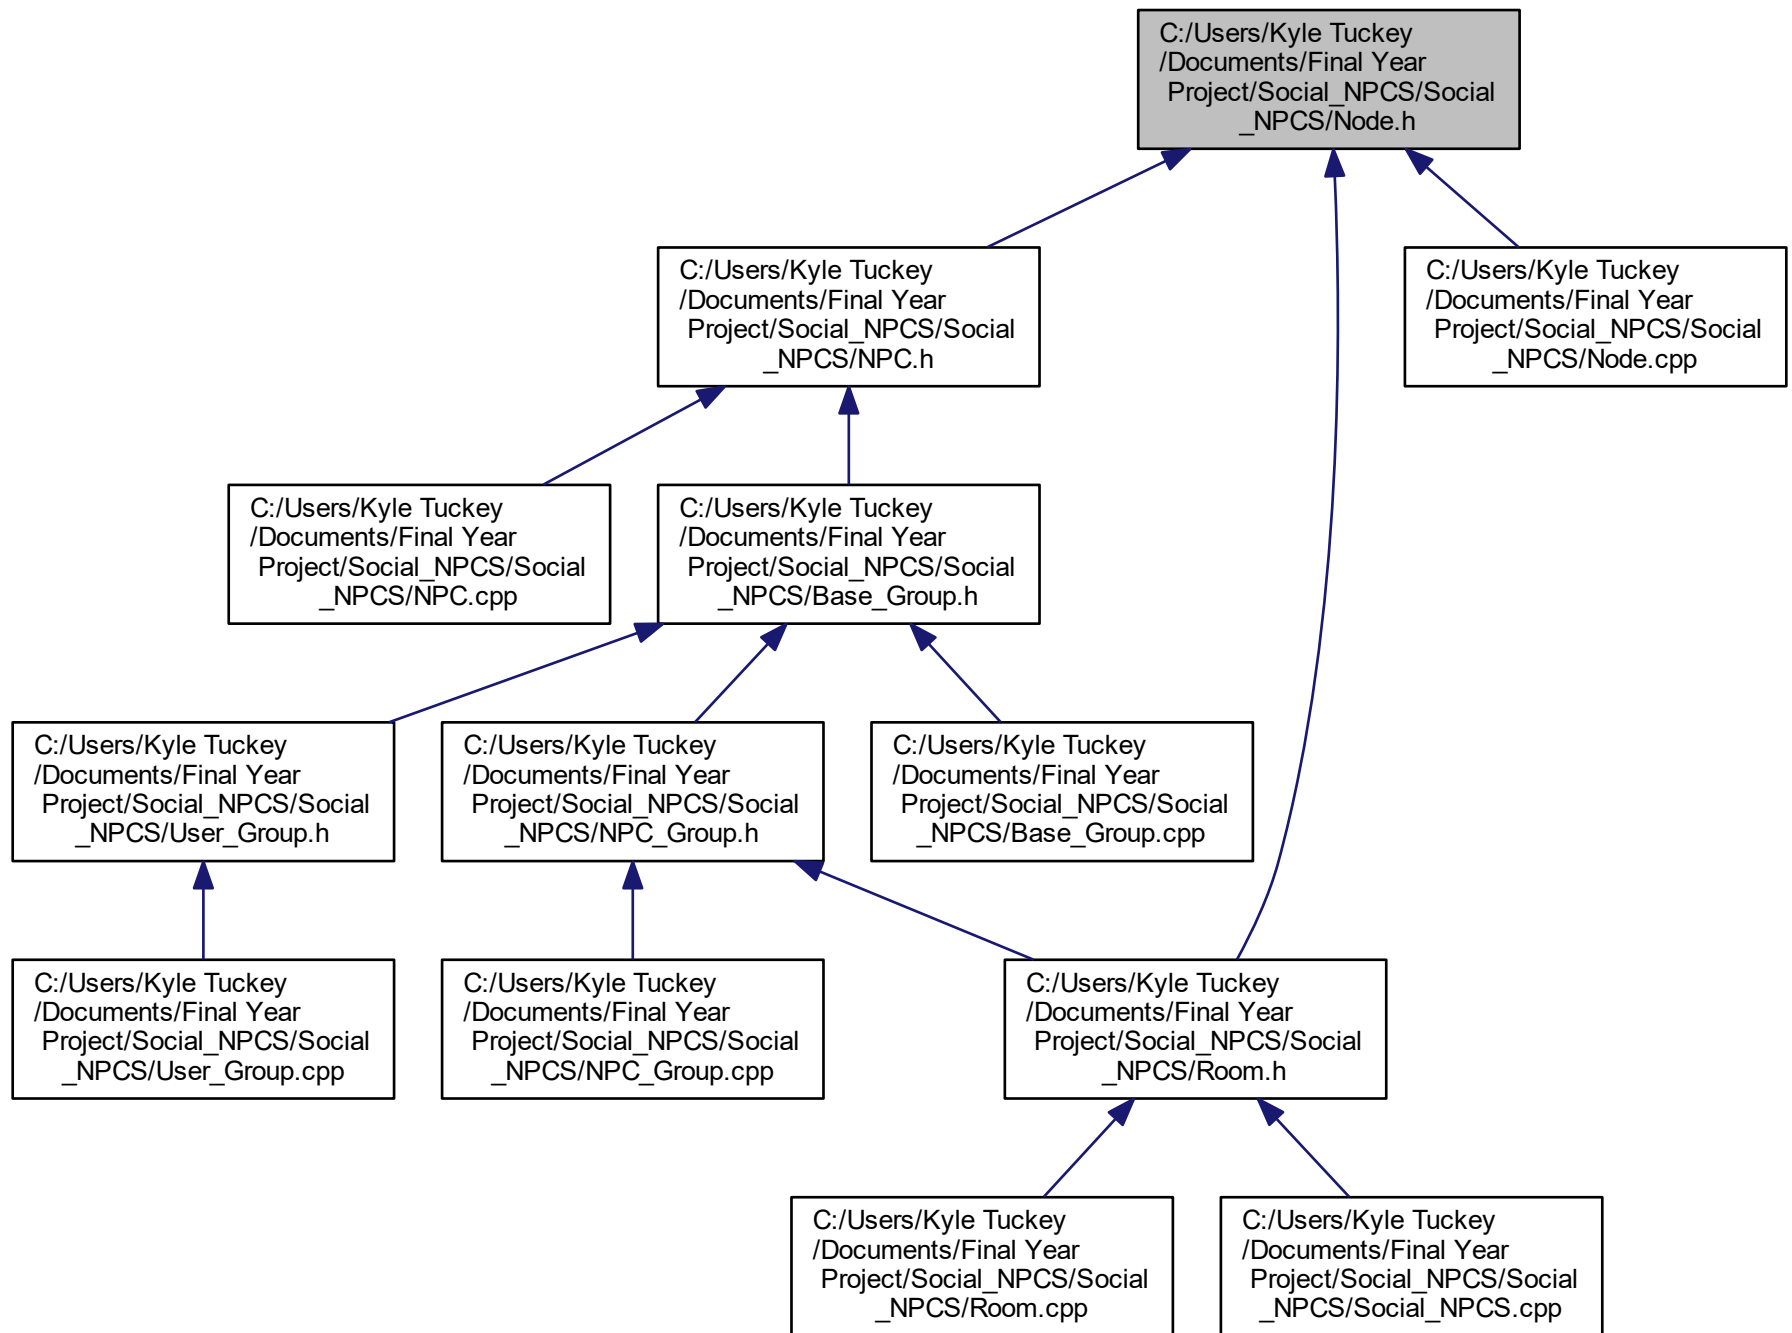 C:/Users/Kyle Tuckey
/Documents/Final Year
Project/Social_NPCS/Social
_NPCS/Node.h
C:/Users/Kyle Tuckey
/Documents/Final Year
Project/Social_NPCS/Social
_NPCS/NPC.h
C:/Users/Kyle Tuckey
/Documents/Final Year
Project/Social_NPCS/Social
_NPCS/Node.cpp
C:/Users/Kyle Tuckey
/Documents/Final Year
Project/Social_NPCS/Social
_NPCS/NPC.cpp
C:/Users/Kyle Tuckey
/Documents/Final Year
Project/Social_NPCS/Social
_NPCS/Base_Group.h
C:/Users/Kyle Tuckey
/Documents/Final Year
Project/Social_NPCS/Social
_NPCS/User_Group.h
C:/Users/Kyle Tuckey
/Documents/Final Year
Project/Social_NPCS/Social
_NPCS/NPC_Group.h
C:/Users/Kyle Tuckey
/Documents/Final Year
Project/Social_NPCS/Social
_NPCS/Base_Group.cpp
C:/Users/Kyle Tuckey
/Documents/Final Year
Project/Social_NPCS/Social
_NPCS/User_Group.cpp
C:/Users/Kyle Tuckey
/Documents/Final Year
Project/Social_NPCS/Social
_NPCS/NPC_Group.cpp
C:/Users/Kyle Tuckey
/Documents/Final Year
Project/Social_NPCS/Social
_NPCS/Room.h
C:/Users/Kyle Tuckey
/Documents/Final Year
Project/Social_NPCS/Social
_NPCS/Room.cpp
C:/Users/Kyle Tuckey
/Documents/Final Year
Project/Social_NPCS/Social
_NPCS/Social_NPCS.cpp